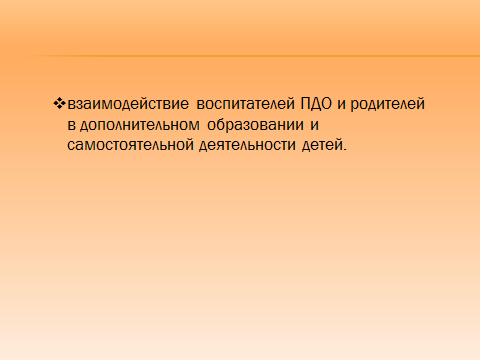 ❖взаимодействие воспитателей ПДО и родителей
в дополнительном образовании и
самостоятельной деятельности детей.